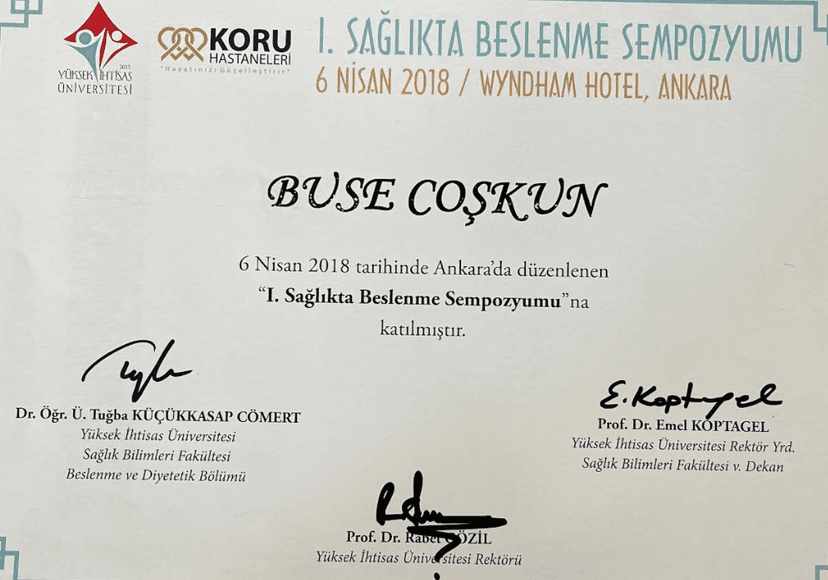 2013
YÜKSEK İHTİSAS
ÜNİVERSİTESİ
KORU
HASTANELERİ
"Hayatınızı Güzelleştirir"
I. SAĞLIKTA BESLENME SEMPOZYUMU
6 NİSAN 2018 / WYNDHAM HOTEL, ANKARA
BUSE COŞKUN
6 Nisan 2018 tarihinde Ankara’da düzenlenen
“I. Sağlıkta Beslenme Sempozyumu”na
katılmıştır.
Dr. Öğr. Ü. Tuğba KÜÇÜKKASAP CÖMERT
Yüksek İhtisas Üniversitesi
Sağlık Bilimleri Fakültesi
Beslenme ve Diyetetik Bölümü
E. Koptagel
Prof. Dr. Emel KOPTAGEL
Yüksek İhtisas Üniversitesi Rektör Yrd.
Sağlık Bilimleri Fakültesi v. Dekan
Prof. Dr. Rabet GÖZİL
Yüksek İhtisas Üniversitesi Rektörü